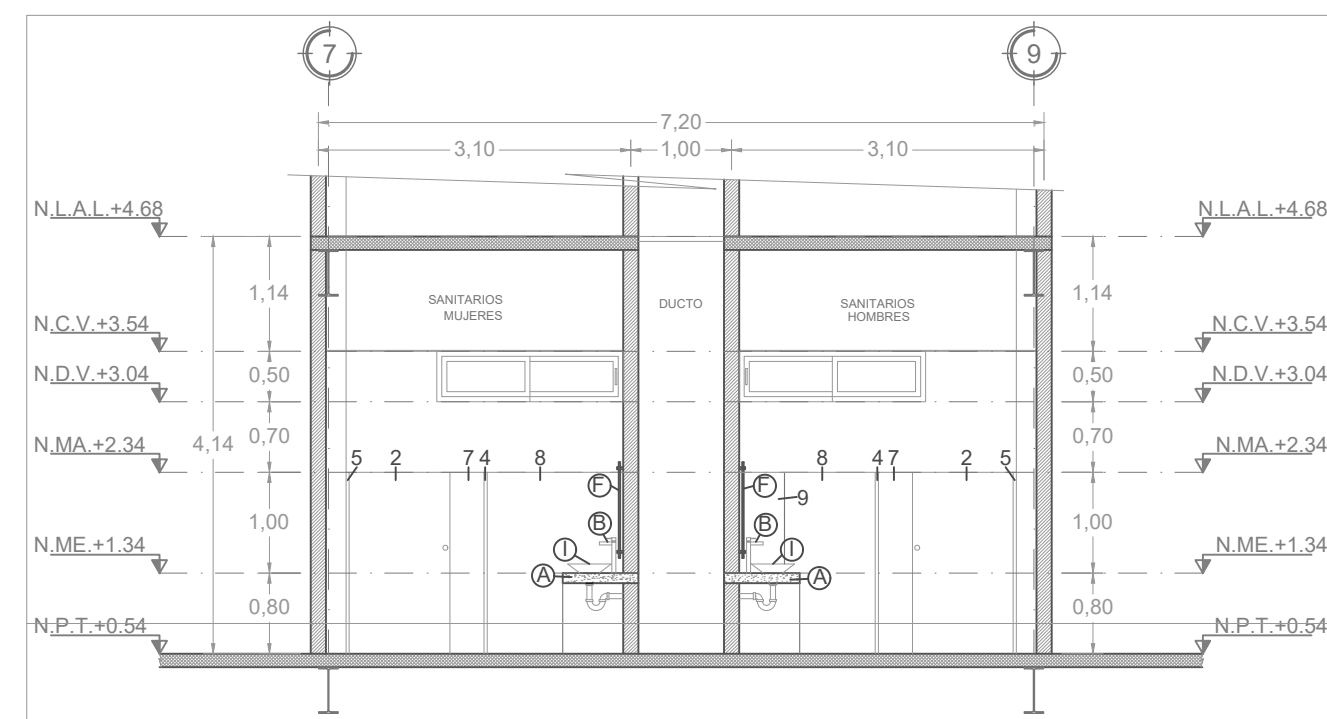 7 9
7,20
3,10 1,00 3,10
N.L.A.L.+4.68 N.L.A.L.+4.68
1,14 SANITARIOS DUCTO SANITARIOS 1,14
MUJERES HOMBRES
N.C.V.+3.54 N.C.V.+3.54
0,50 0,50
N.D.V.+3.04 N.D.V.+3.04
4,14 0,70 0,70
N.MA.+2.34 N.MA.+2.34
5 2 7 4 8 8 4 7 2 5
F F 9
1,00 B B 1,00
N.ME.+1.34 I I N.ME.+1.34
A A
0,80 0,80
N.P.T.+0.54 N.P.T.+0.54